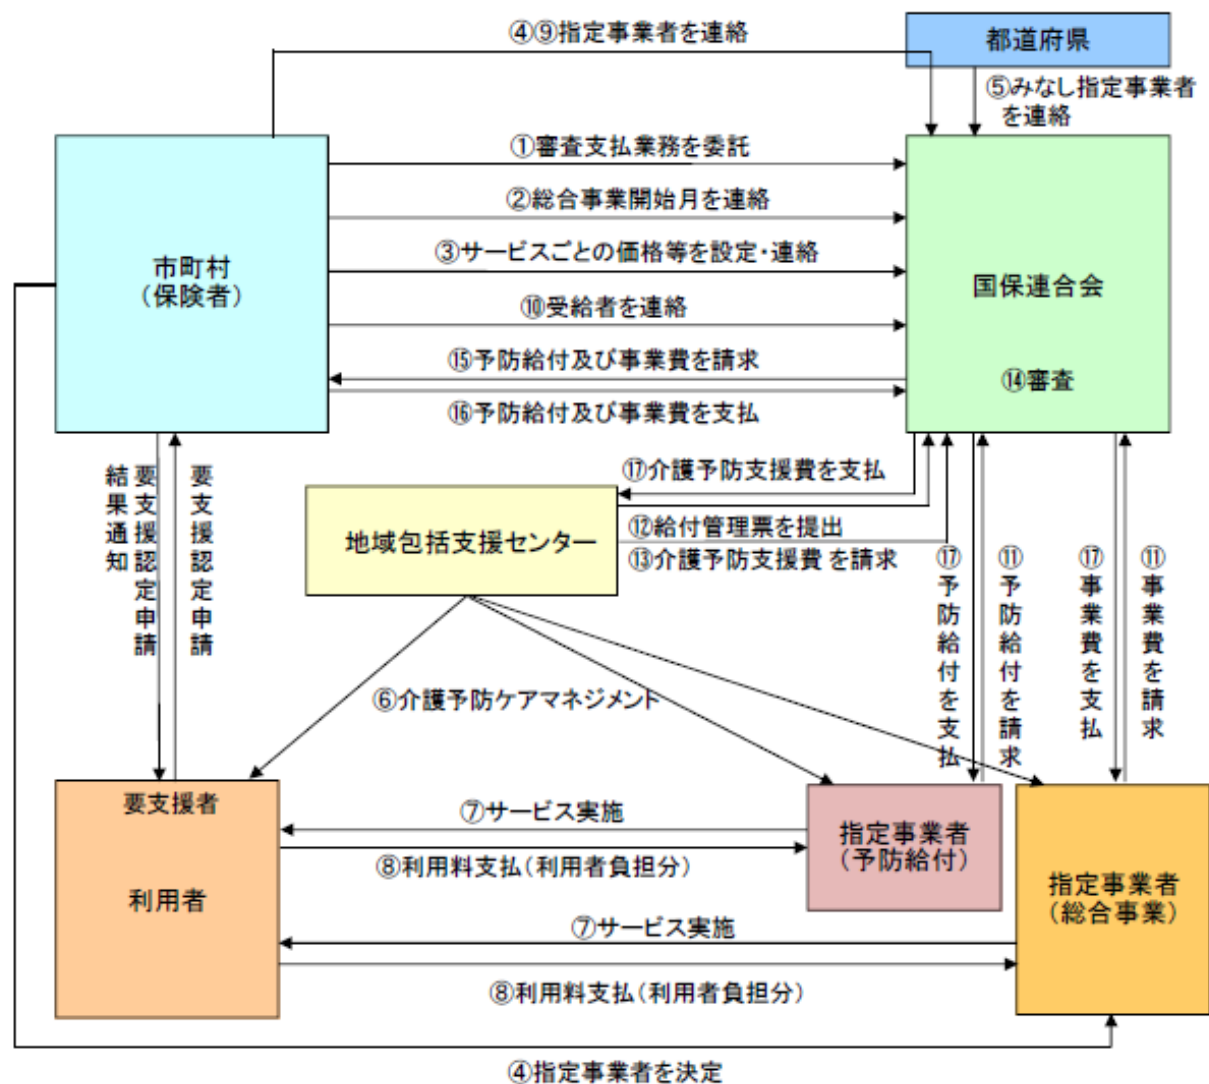 ④⑨指定事業者を連絡
都道府県
⑤みなし指定事業者
を連絡
①審査支払業務を委託
②総合事業開始月を連絡
③サービスごとの価格等を設定・連絡
市町村
（保険者）
国保連合会
⑩受給者を連絡
⑮予防給付及び事業費を請求
⑭審査
⑯予防給付及び事業費を支払
要支援認定申請
結果通知
要支援認定申請
⑰介護予防支援費を支払
地域包括支援センター
⑫給付管理票を提出
⑬介護予防支援費 を請求
⑰予防給付を支払
⑪予防給付を請求
⑰事業費を支払
⑪事業費を請求
⑥介護予防ケアマネジメント
要支援者
利用者
⑦サービス実施
⑧利用料支払（利用者負担分）
指定事業者
（予防給付）
指定事業者
（総合事業）
⑦サービス実施
⑧利用料支払（利用者負担分）
④指定事業者を決定